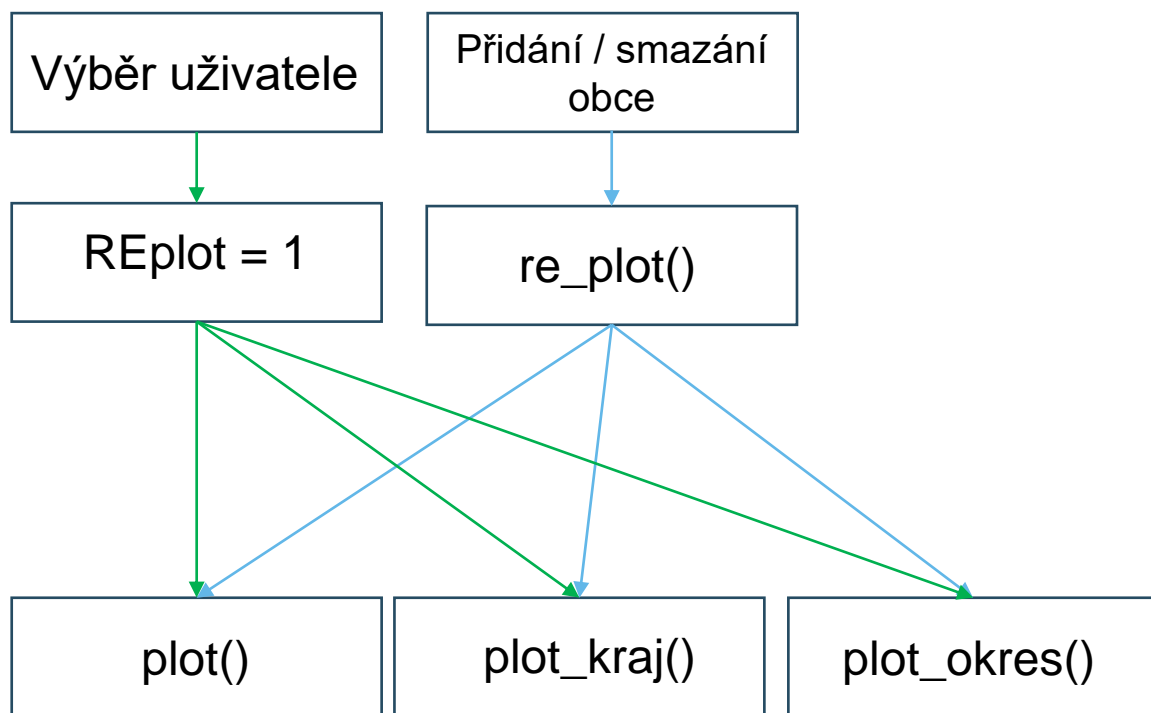 Výběr uživatele
Přidání / smazání
obce
REplot = 1
re_plot()
plot()
plot_kraj()
plot_okres()